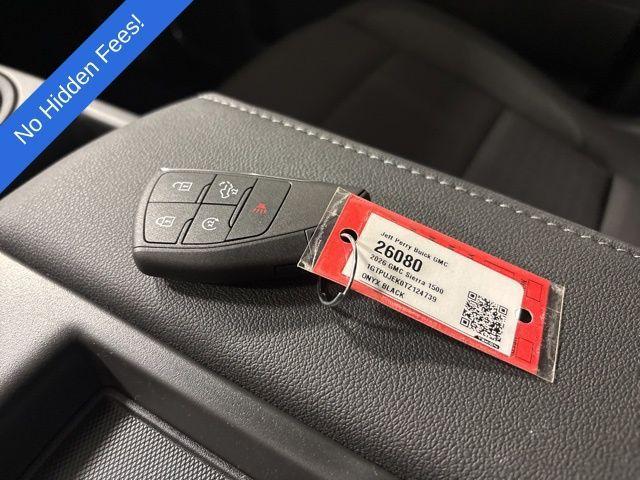 No Hidden Fees!
Jeff Perry Buick GMC
26080
2026 GMC Sierra 1500
1GTPUJEK0TZ124739
ONYX BLACK